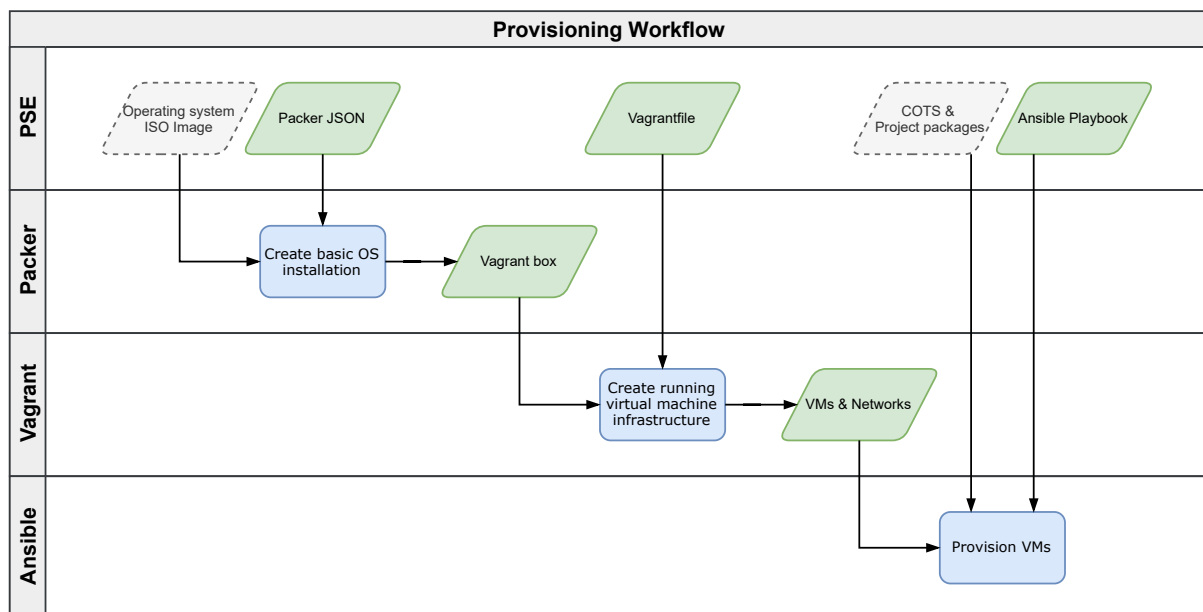 Provisioning Workflow
PSE
Operating system
ISO Image
Packer JSON
Vagrantfile
COTS &
Project packages
Ansible Playbook
Packer
Create basic OS
installation
Vagrant box
Vagrant
Create running
virtual machine
infrastructure
VMs & Networks
Ansible
Provision VMs